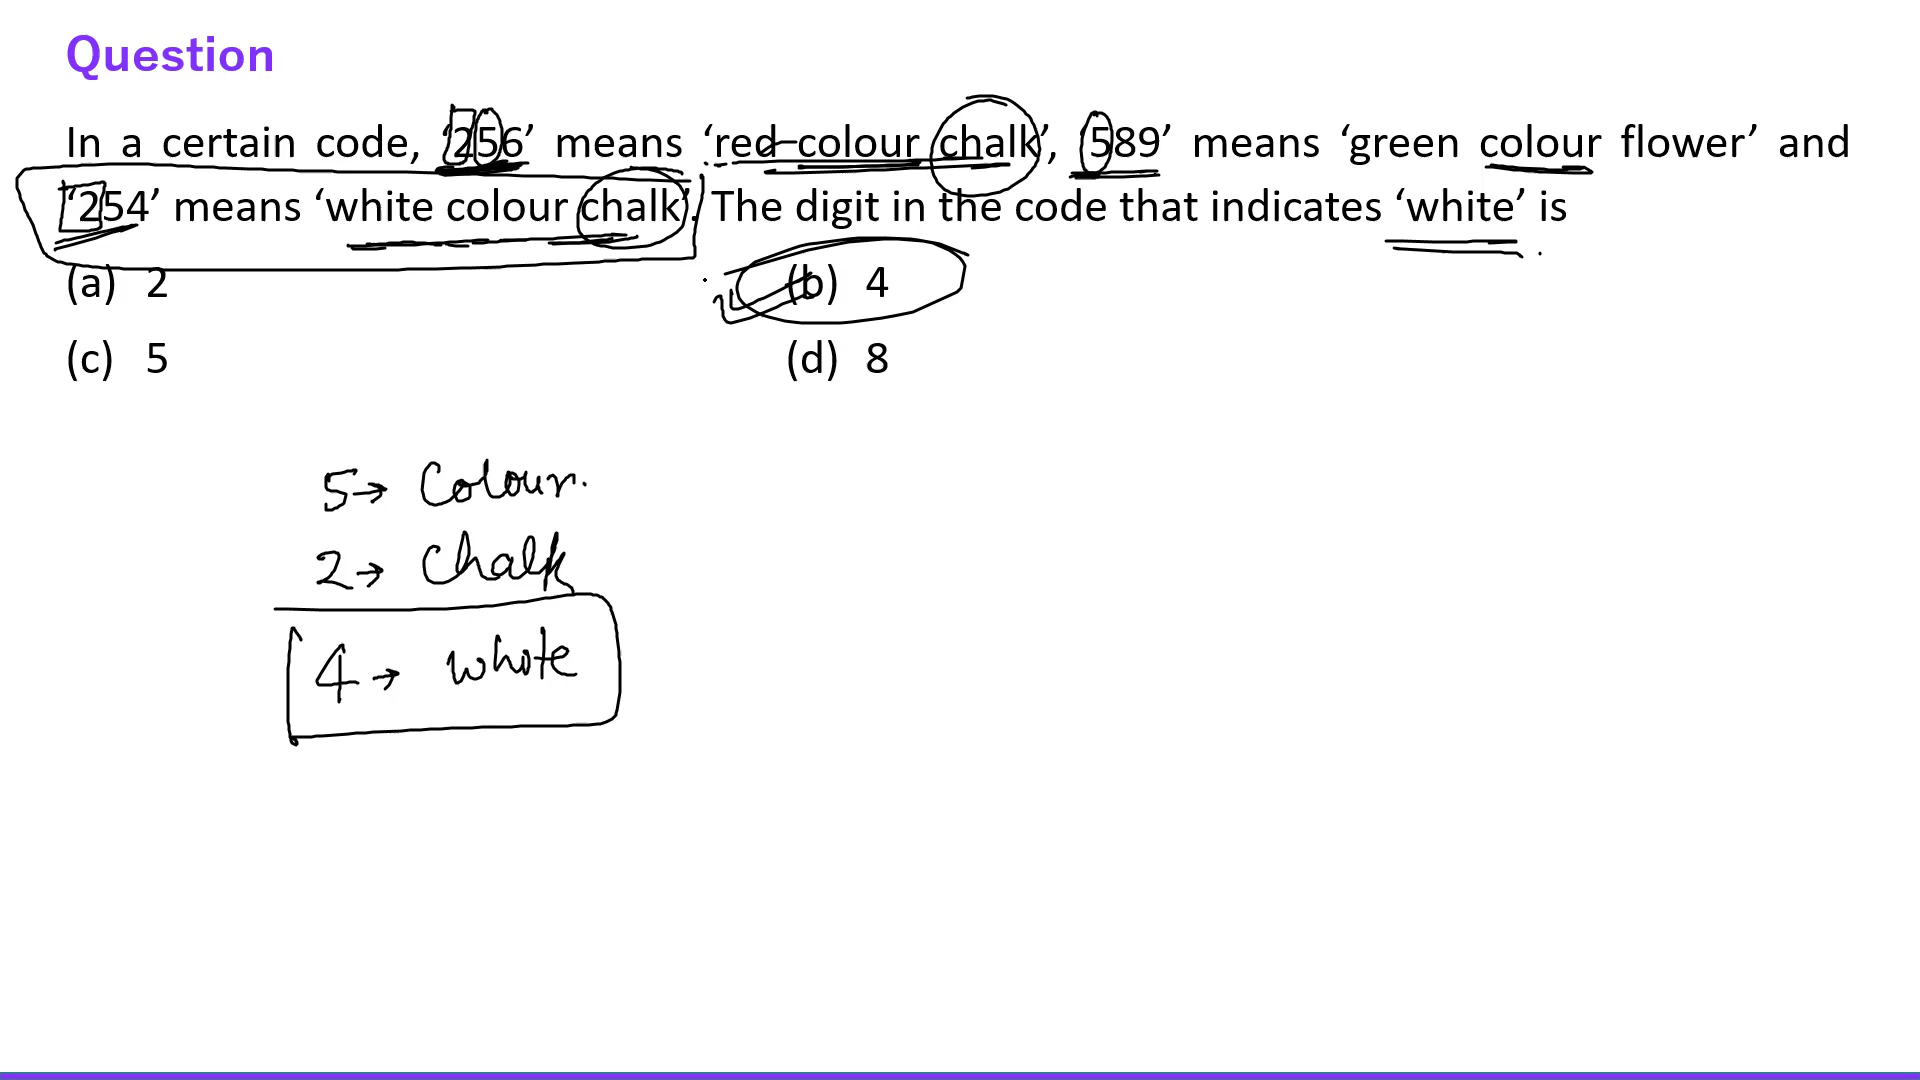 Question
In a certain code, ‘256’ means ‘red colour chalk’, ‘589’ means ‘green colour flower’ and
‘254’ means ‘white colour chalk’. The digit in the code that indicates ‘white’ is
(a) 2 (b) 4
(c) 5 (d) 8
5→ Colour.
2→ Chalk
4→ white